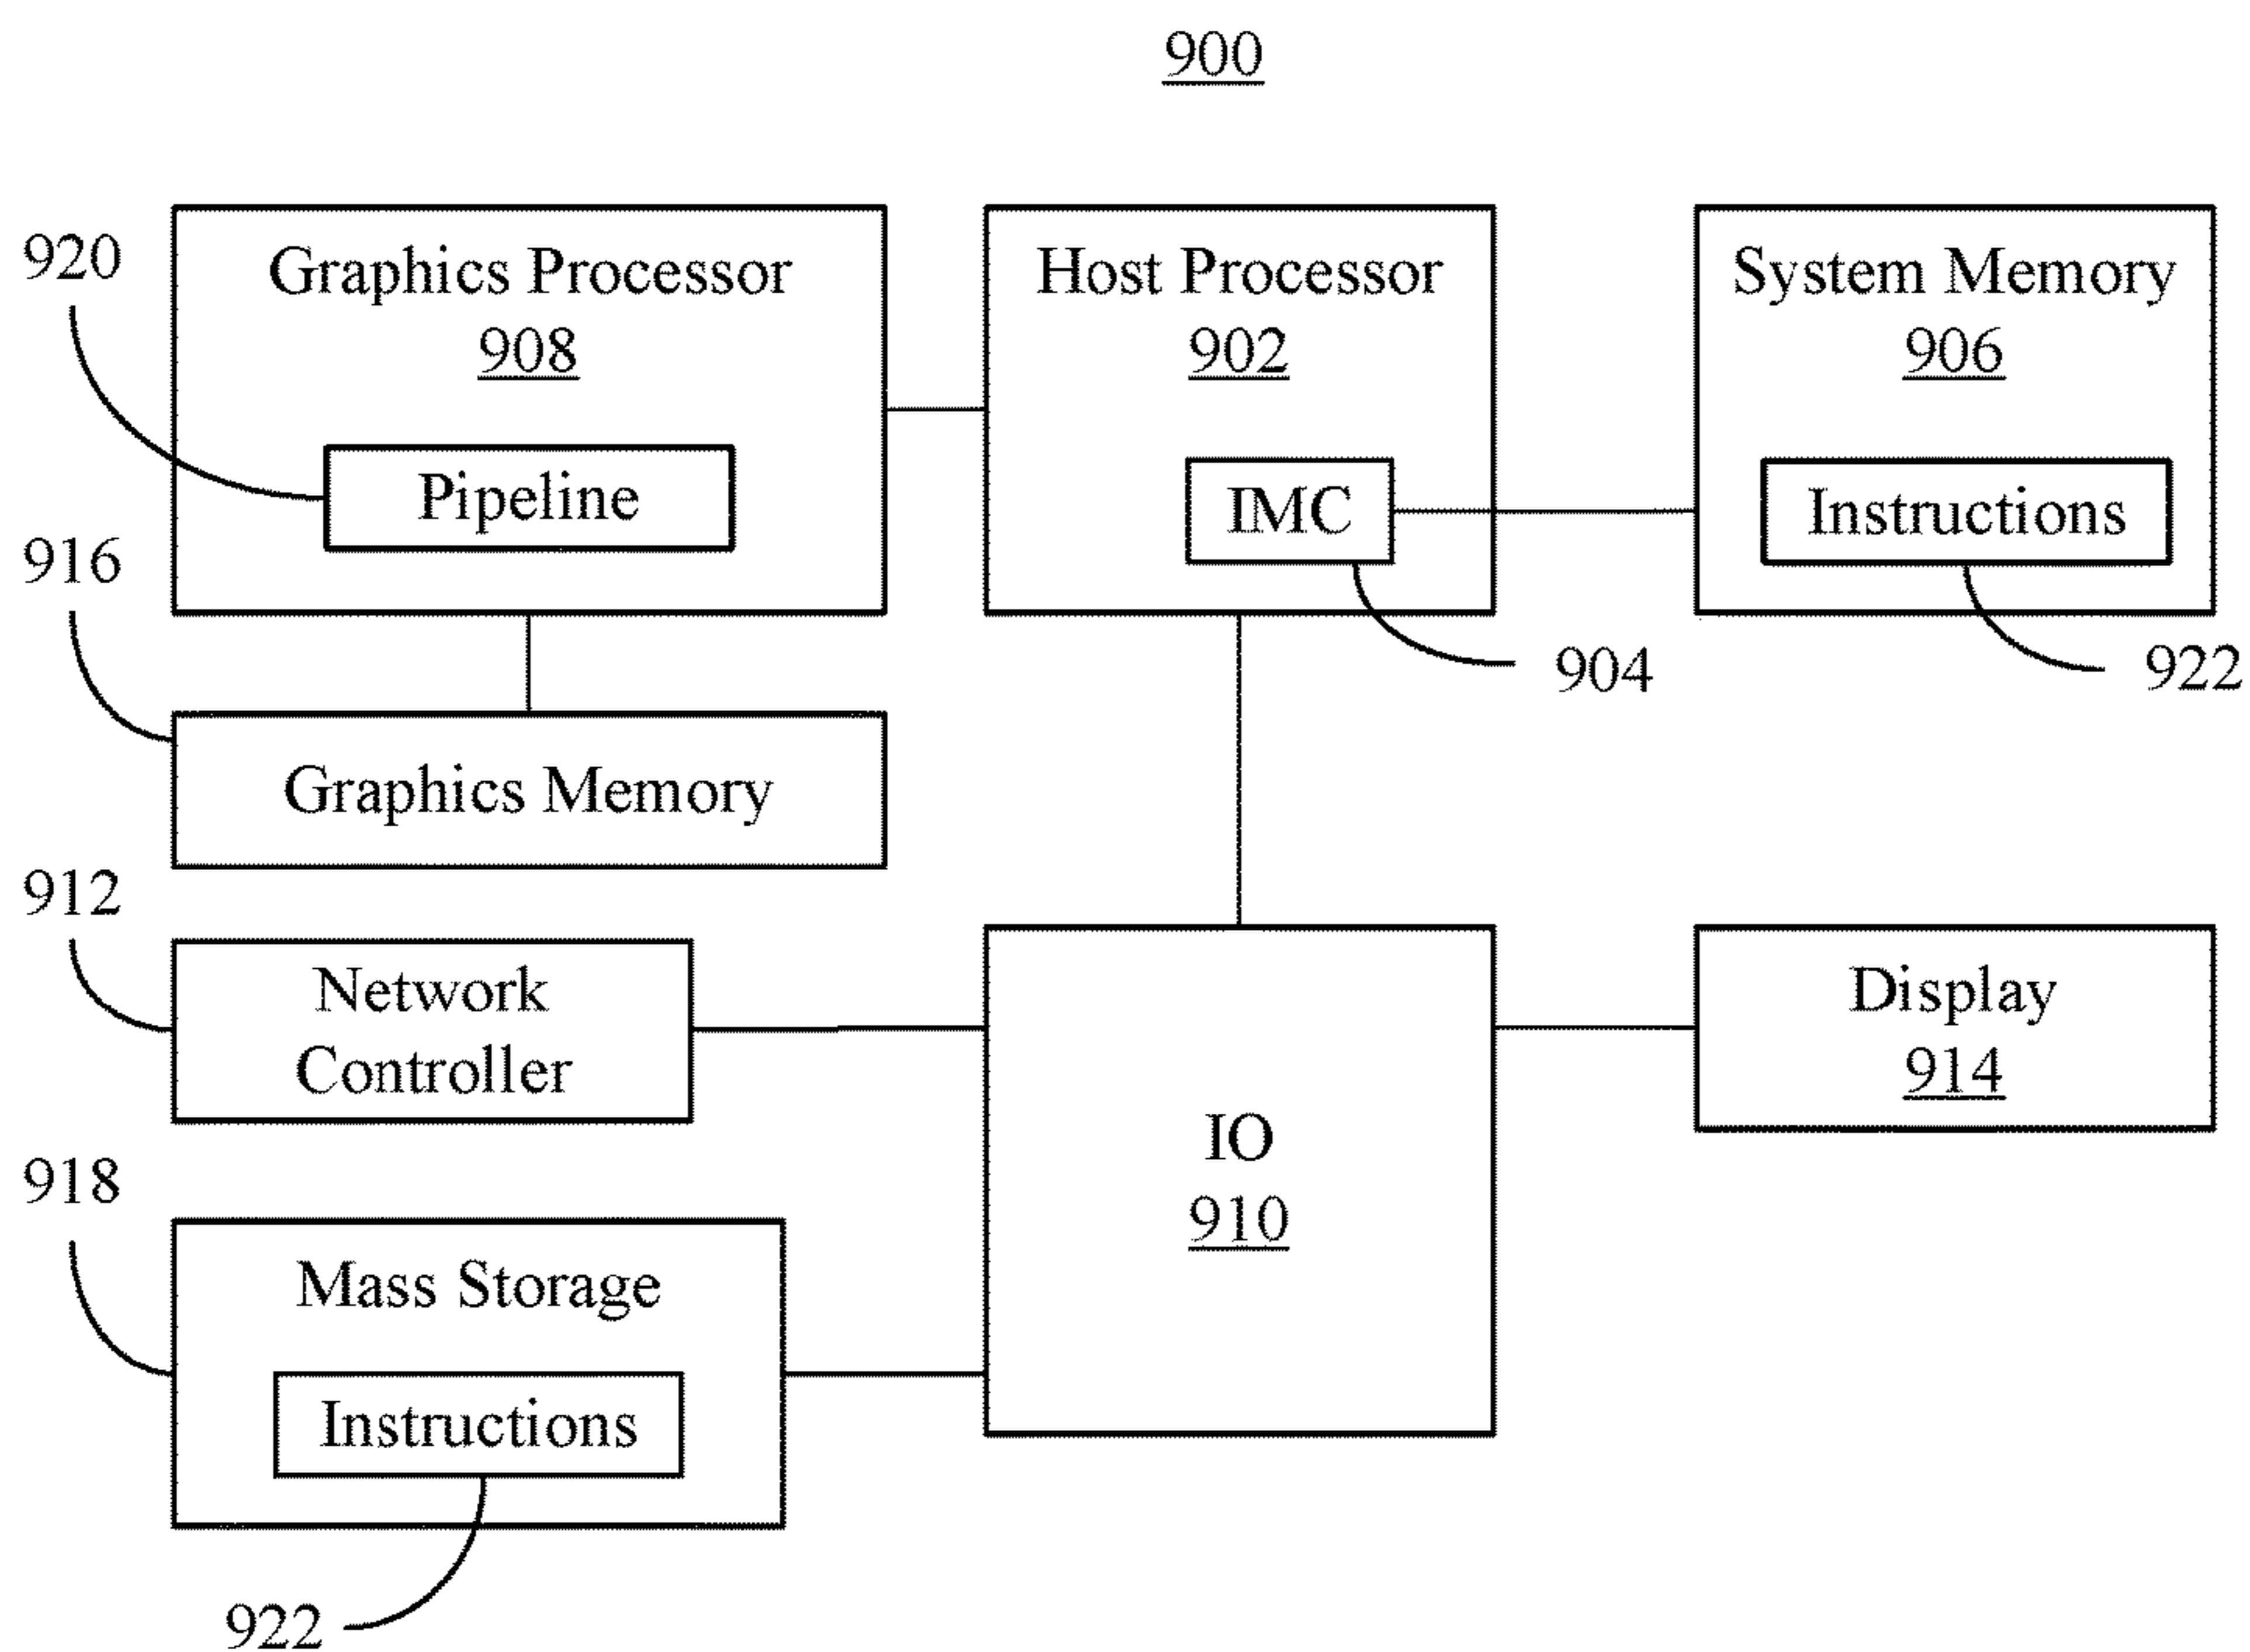 900
920
Graphics Processor
908
Pipeline
Host Processor
902
IMC
904
System Memory
906
Instructions
922
916
Graphics Memory
912
Network
Controller
IO
910
Display
914
918
Mass Storage
Instructions
922